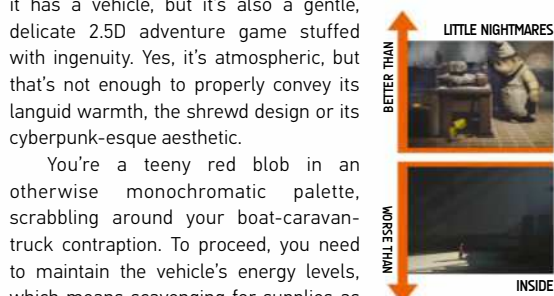 it has a vehicle, but it's also a gentle,
delicate 2.5D adventure game stuffed
with ingenuity. Yes, it's atmospheric, but
that's not enough to properly convey its
languid warmth, the shrewd design or its
cyberpunk-esque aesthetic.
You're a teeny red blob in an
otherwise monochromatic palette,
scrabbling around your boat-caravan-
truck contraption. To proceed, you need
to maintain the vehicle's energy levels,
which means scavenging for supplies as
LITTLE NIGHTMARES
BETTER THAN
WORSE THAN
INSIDE